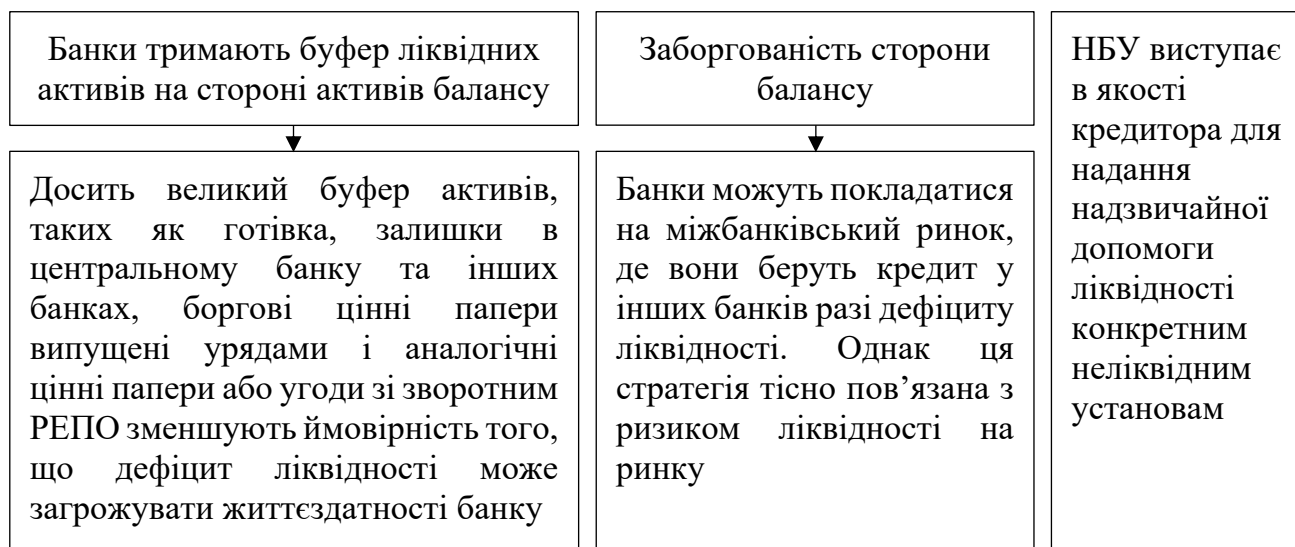 Банки тримають буфер ліквідних
активів на стороні активів балансу
Досить великий буфер активів,
таких як готівка, залишки в
центральному банку та інших
банках, боргові цінні папери
випущені урядами і аналогічні
цінні папери або угоди зі зворотним
РЕПО зменшують ймовірність того,
що дефіцит ліквідності може
загрожувати життєздатності банку
Заборгованість сторони
балансу
Банки можуть покладатися
на міжбанківський ринок,
де вони беруть кредит у
інших банків разі дефіциту
ліквідності. Однак ця
стратегія тісно пов’язана з
ризиком ліквідності на
ринку
НБУ виступає
в якості
кредитора для
надання
надзвичайної
допомоги
ліквідності
конкретним
неліквідним
установам